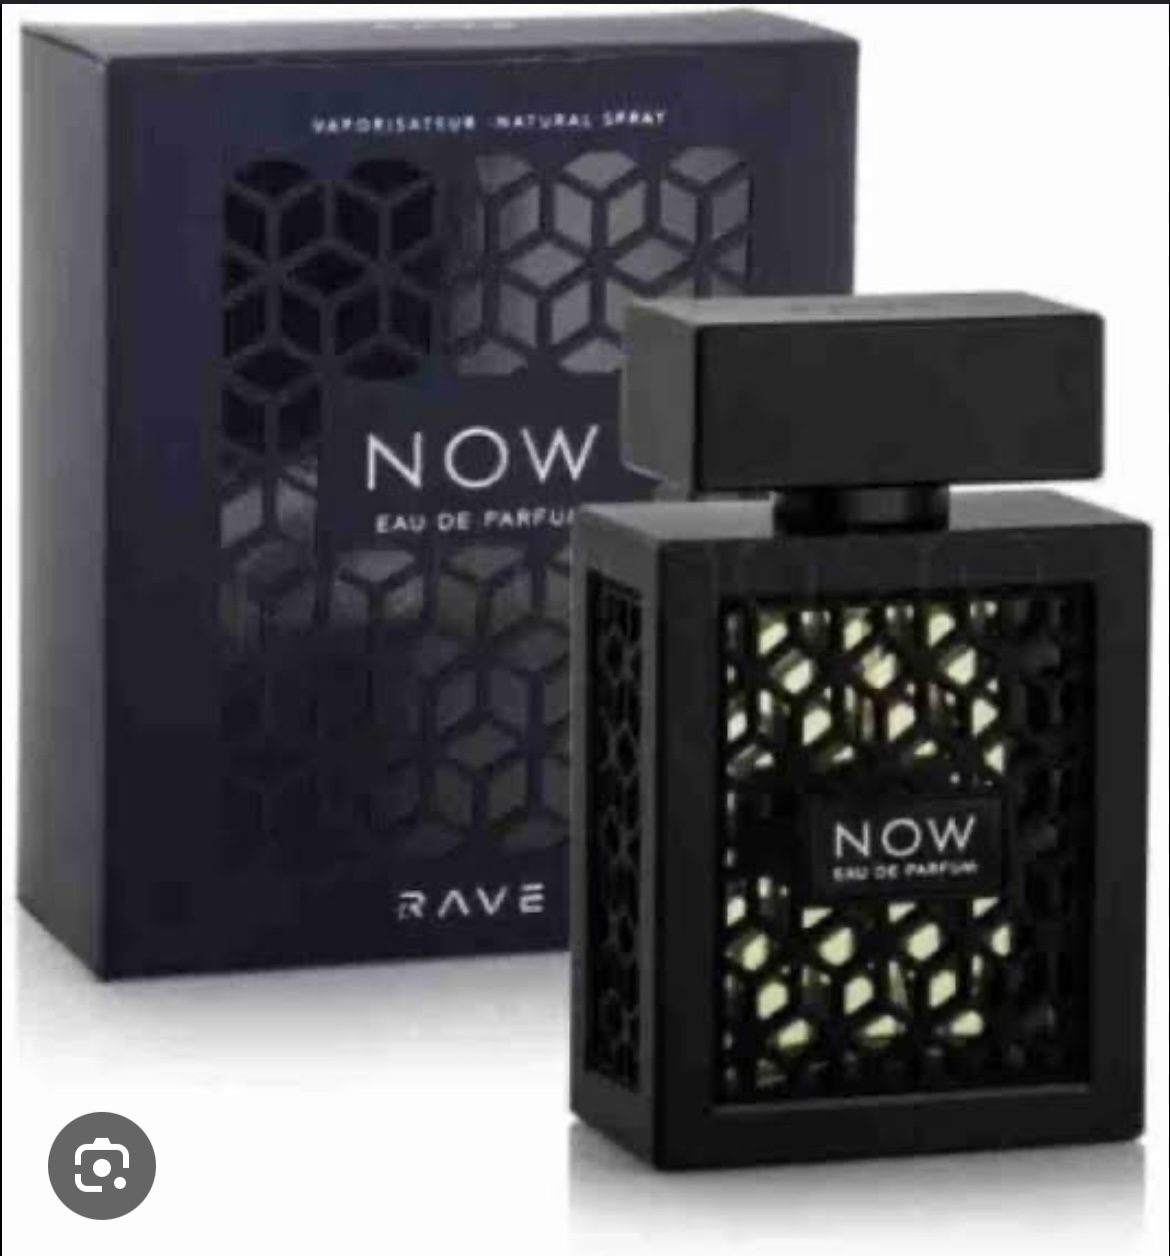 VAPORISATEUR NATURAL SPRAY
NOW
EAU DE PARFUM
RAVE
NOW
EAU DE PARFUM